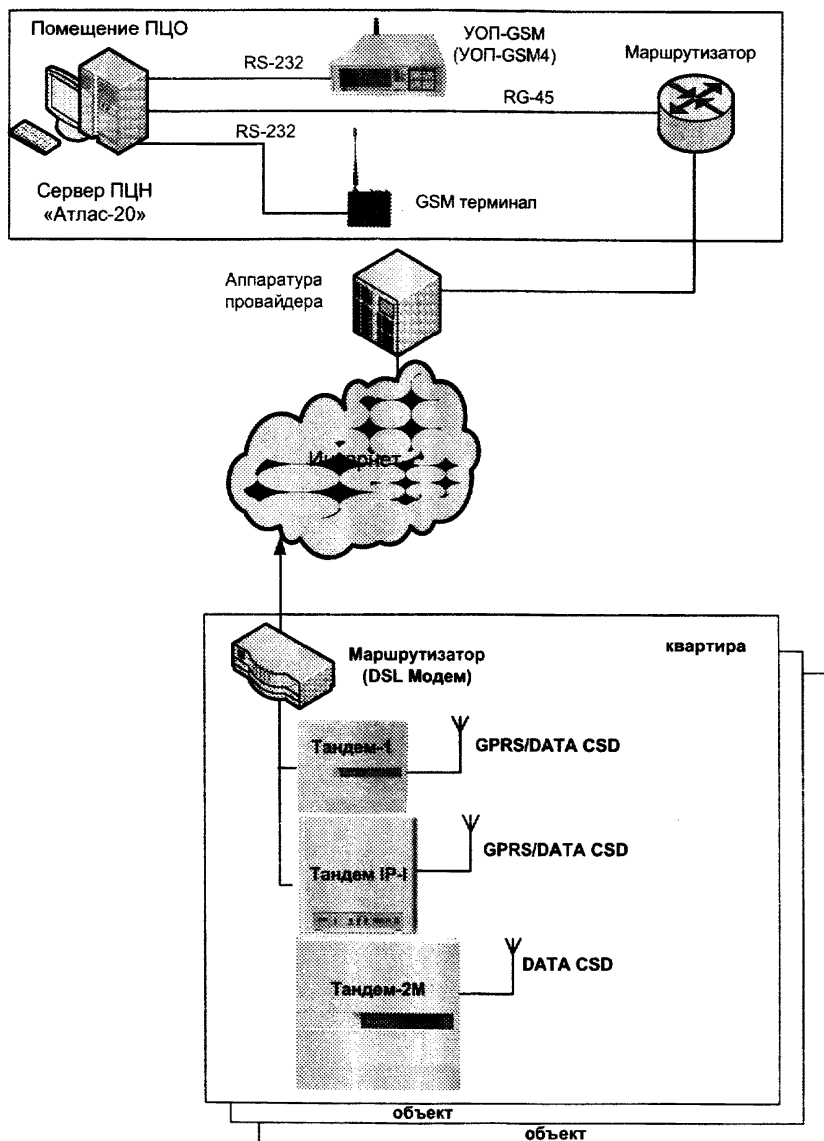 Помещение ПЦО
УОП-GSM
(УОП-GSM4)
Маршрутизатор
RS-232
RG-45
RS-232
Сервер ПЦН
«Атлас-20»
GSM терминал
Аппаратура
провайдера
Интернет
квартира
Маршрутизатор
(DSL Модем)
Тандем-1
GPRS/DATA CSD
GPRS/DATA CSD
Тандем IP-I
DATA CSD
Тандем-2М
объект
объект